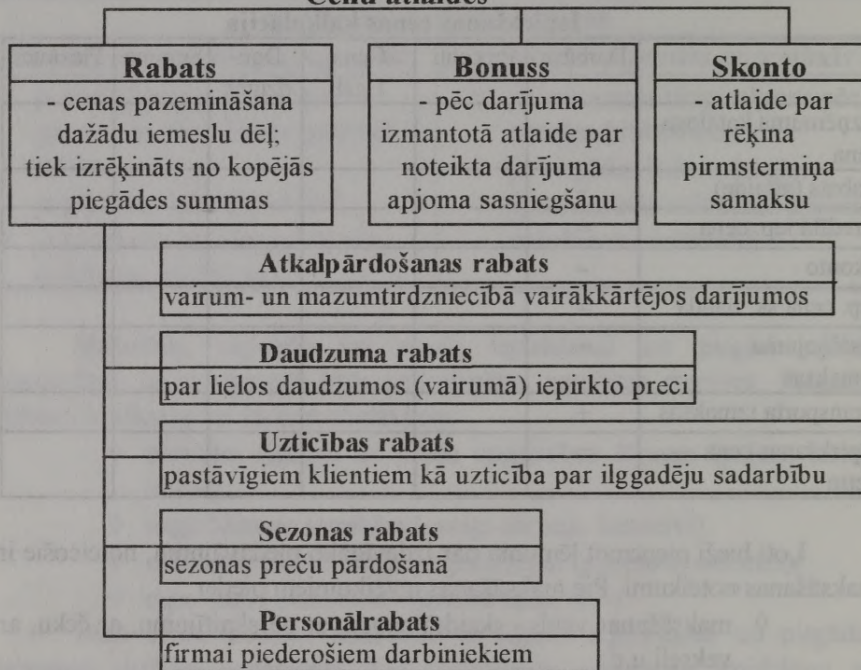 Cenu atlaides
Rabats
- cenas pazemināšana
dažādu iemeslu dēļ;
tiek izrēķināts no kopējās
piegādes summas
Bonuss
- pēc darījuma
izmantotā atlaide par
noteikta darījuma
apjoma sasniegšanu
Skonto
- atlaide par
rēķina
pirmstermiņa
samaksu
Atkalpārdošanas rabats
vairum- un mazumtirdzniecībā vairākkārtējos darījumos
Daudzuma rabats
par lielos daudzumos (vairumā) iepirkto preci
Uzticības rabats
pastāvīgiem klientiem kā uzticība par ilggadēju sadarbību
Sezonas rabats
sezonas preču pārdošanā
Personālrabats
firmai piederošiem darbiniekiem